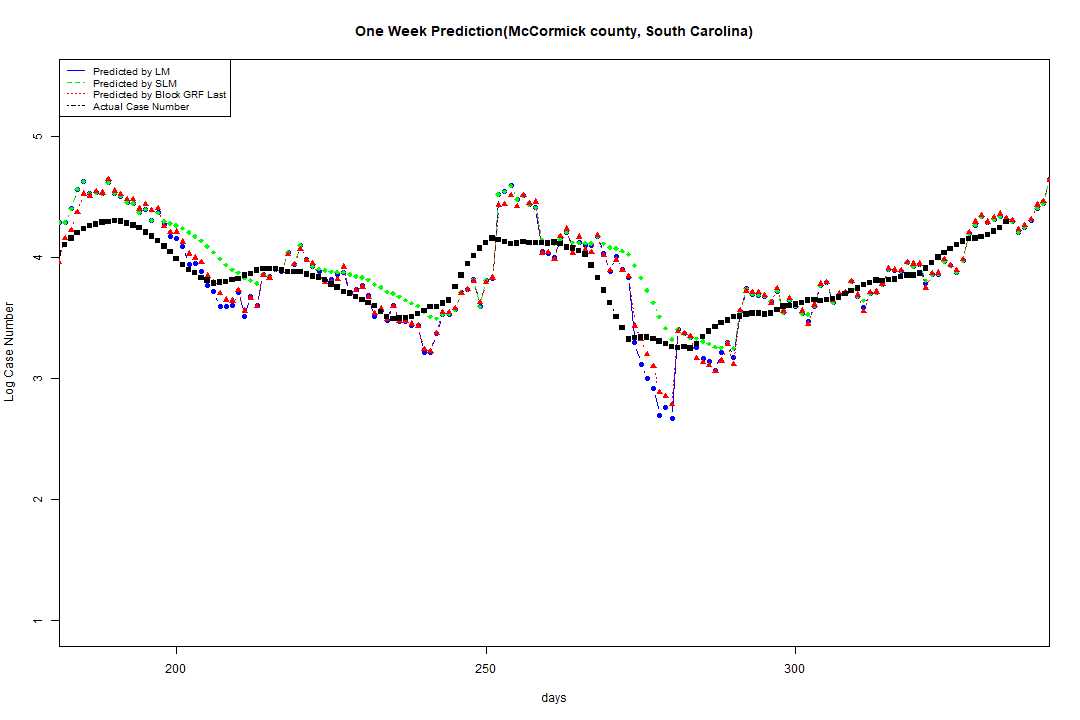 One Week Prediction(McCormick county, South Carolina)
Predicted by LM
Predicted by SLM
Predicted by Block GRF Last
Actual Case Number
5
4
3
2
1
Log Case Number
200
250
300
days